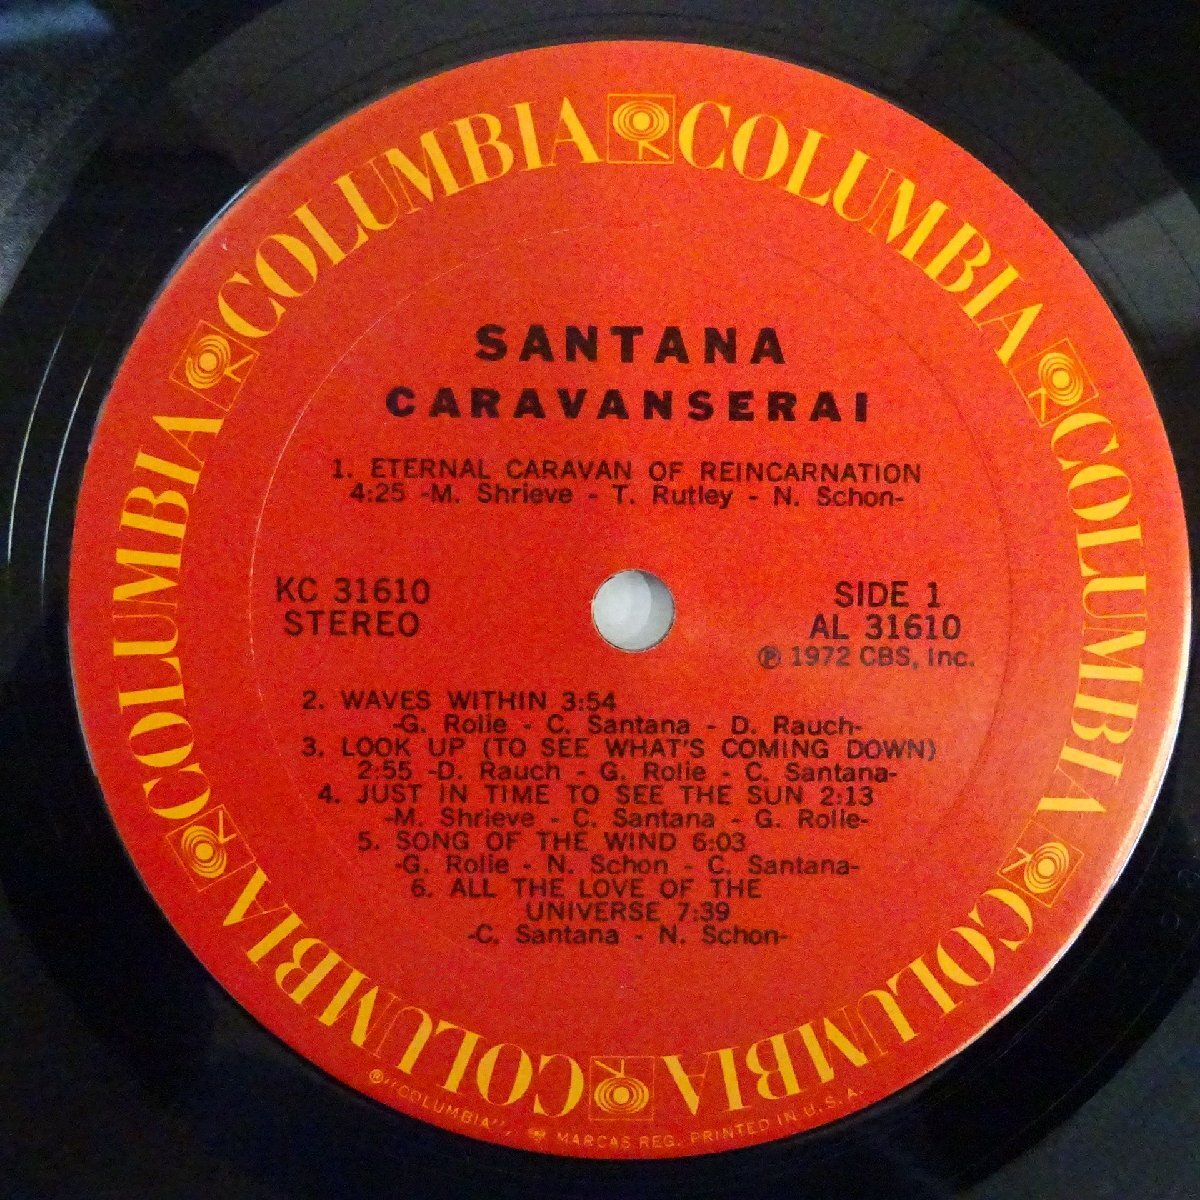 COLUMBIA COLUMBIA COLUMBIA COLUMBIA COLUMBIA COLUMBIA COLUMBIA COLUMBIA
SANTANA
CARAVANSERAI
1. ETERNAL CARAVAN OF REINCARNATION
4:25 -M. Shrieve - T. Rutley - N. Schon-
KC 31610
STEREO
SIDE 1
AL 31610
Ⓟ 1972 CBS, Inc.
2. WAVES WITHIN 3:54
-G. Rolie - C. Santana - D. Rauch-
3. LOOK UP (TO SEE WHAT'S COMING DOWN)
2:55 -D. Rauch - G. Rolie - C. Santana-
4. JUST IN TIME TO SEE THE SUN 2:13
-M. Shrieve - C. Santana - G. Rolie-
5. SONG OF THE WIND 6:03
-G. Rolie - N. Schon - C. Santana-
6. ALL THE LOVE OF THE
UNIVERSE 7:39
-C. Santana - N. Schon-
® "COLUMBIA", MARCAS REG. PRINTED IN U.S.A.